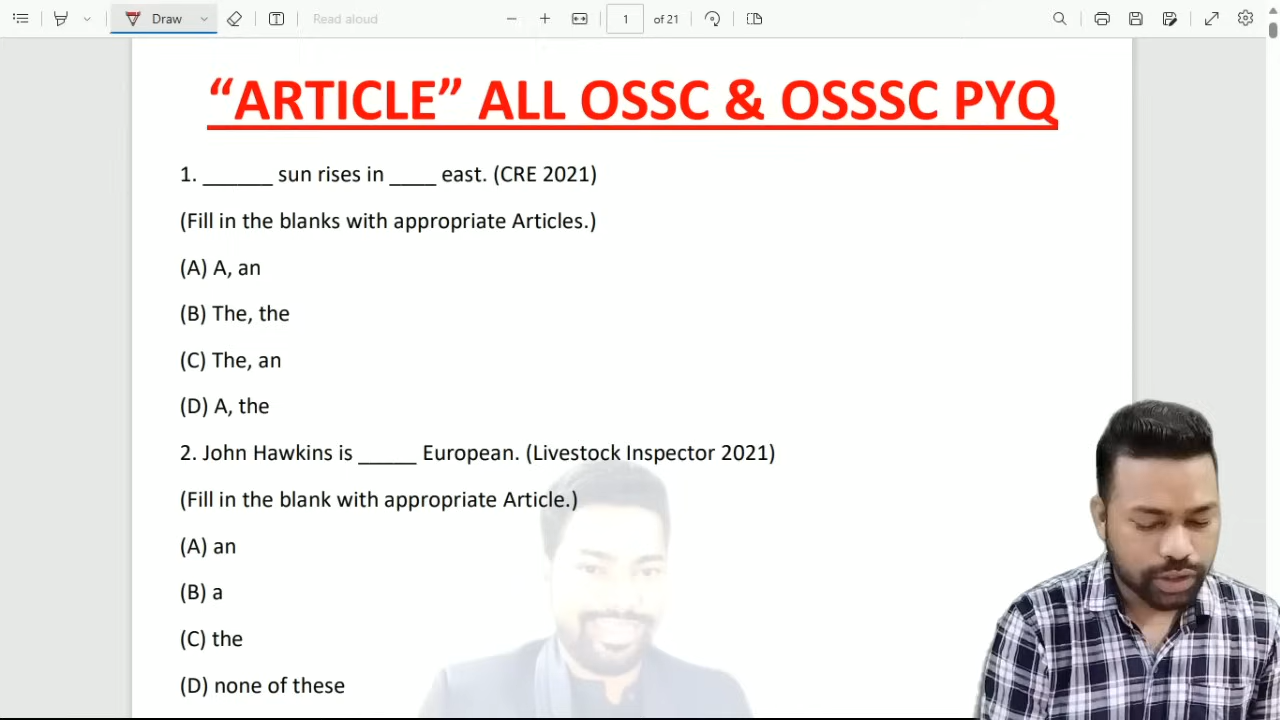 Draw
Read aloud
1 of 21
“ARTICLE” ALL OSSC & OSSSC PYQ
1. ______ sun rises in ____ east. (CRE 2021)
(Fill in the blanks with appropriate Articles.)
(A) A, an
(B) The, the
(C) The, an
(D) A, the
2. John Hawkins is _____ European. (Livestock Inspector 2021)
(Fill in the blank with appropriate Article.)
(A) an
(B) a
(C) the
(D) none of these